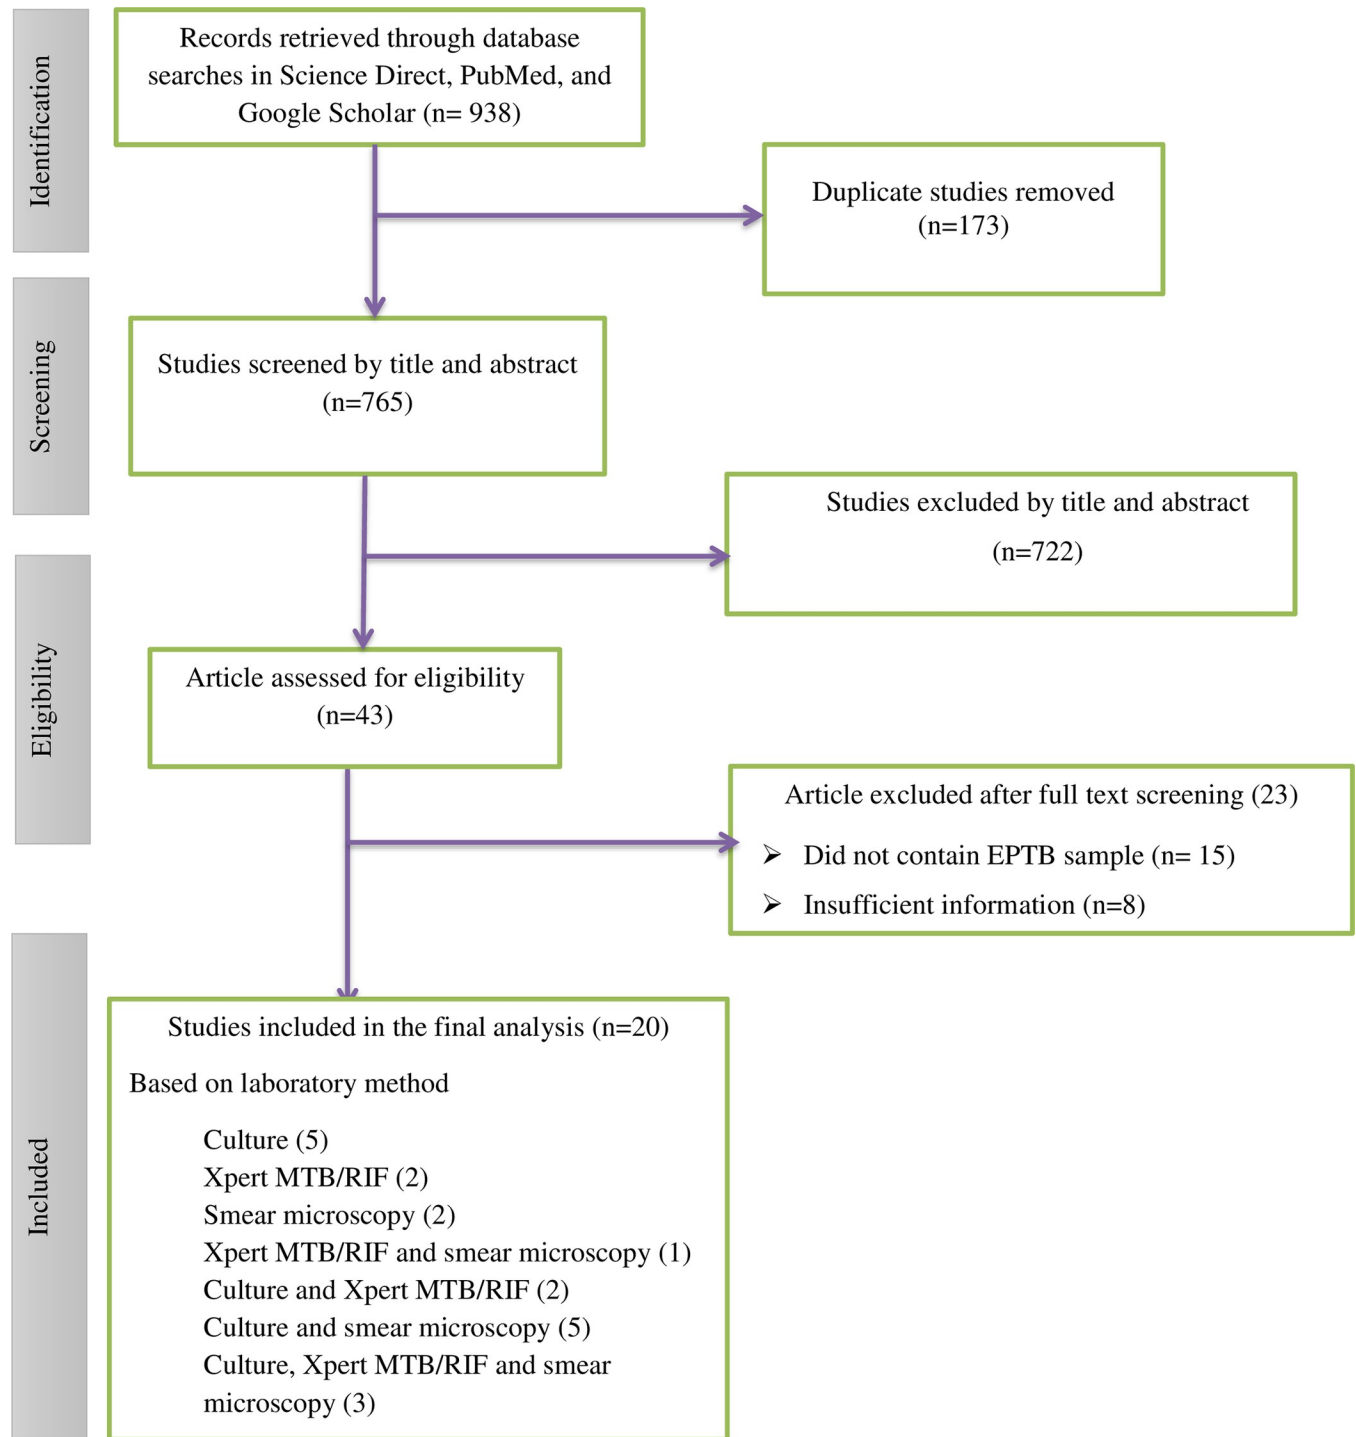 Identification
Records retrieved through database
searches in Science Direct, PubMed, and
Google Scholar (n= 938)
Duplicate studies removed
(n=173)
Screening
Studies screened by title and abstract
(n=765)
Studies excluded by title and abstract
(n=722)
Eligibility
Article assessed for eligibility
(n=43)
Article excluded after full text screening (23)
➢ Did not contain EPTB sample (n= 15)
➢ Insufficient information (n=8)
Included
Studies included in the final analysis (n=20)
Based on laboratory method
Culture (5)
Xpert MTB/RIF (2)
Smear microscopy (2)
Xpert MTB/RIF and smear microscopy (1)
Culture and Xpert MTB/RIF (2)
Culture and smear microscopy (5)
Culture, Xpert MTB/RIF and smear
microscopy (3)